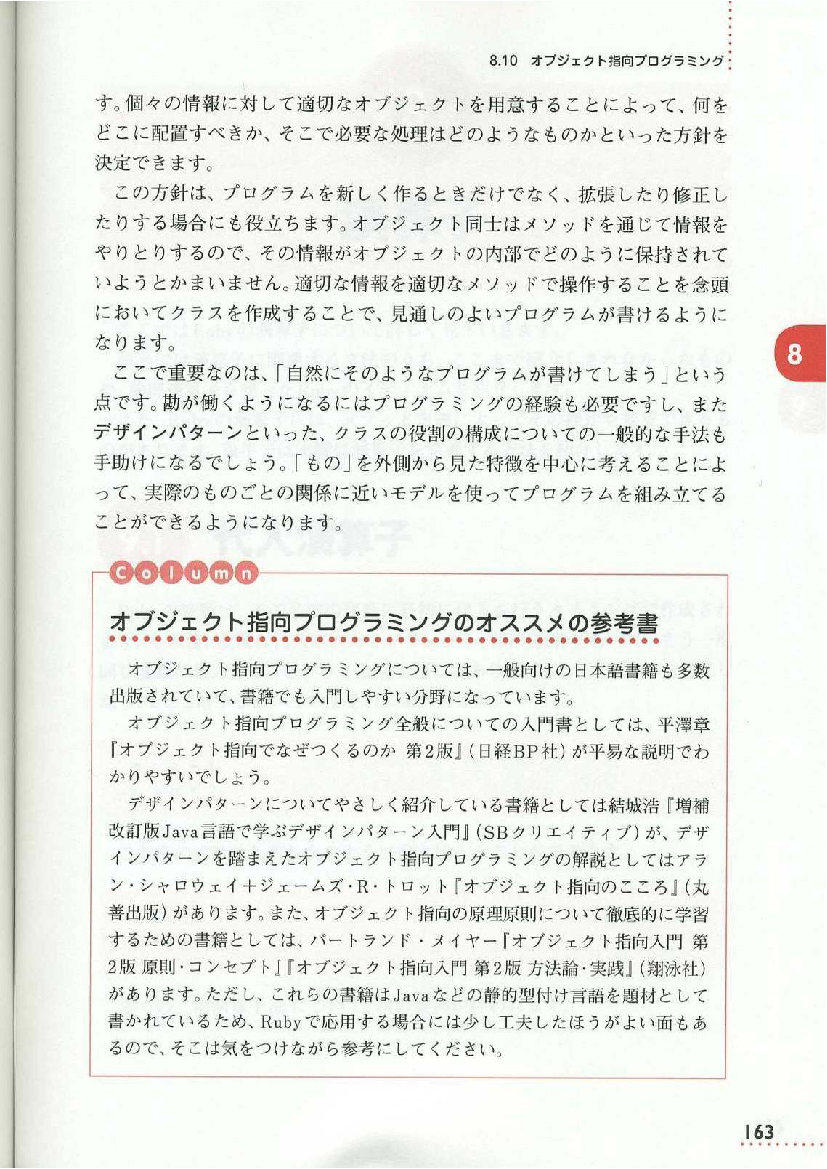 8.10 オブジェクト指向プログラミング
す。個々の情報に対して適切なオブジェクトを用意することによって、何を
どこに配置すべきか、そこで必要な処理はどのようなものかといった方針を
決定できます。
この方針は、プログラムを新しく作るときだけでなく、拡張したり修正し
たりする場合にも役立ちます。オブジェクト同士はメソッドを通じて情報を
やりとりするので、その情報がオブジェクトの内部でどのように保持されて
いようとかまいません。適切な情報を適切なメソッドで操作することを念頭
においてクラスを作成することで、見通しのよいプログラムが書けるように
なります。
8
ここで重要なのは、「自然にそのようなプログラムが書けてしまう」という
点です。勘が働くようになるにはプログラミングの経験も必要ですし、また
デザインパターンといった、クラスの役割の構成についての一般的な手法も
手助けになるでしょう。「もの」を外側から見た特徴を中心に考えることによ
って、実際のものごとの関係に近いモデルを使ってプログラムを組み立てる
ことができるようになります。
Column
オブジェクト指向プログラミングのオススメの参考書
オブジェクト指向プログラミングについては、一般向けの日本語書籍も多数
出版されていて、書籍でも入門しやすい分野になっています。
オブジェクト指向プログラミング全般についての入門書としては、平澤章
『オブジェクト指向でなぜつくるのか 第2版』(日経BP社)が平易な説明でわ
かりやすいでしょう。
デザインパターンについてやさしく紹介している書籍としては結城浩『増補
改訂版Java言語で学ぶデザインパターン入門』(SBクリエイティブ)が、デザ
インパターンを踏まえたオブジェクト指向プログラミングの解説としてはアラ
ン・シャロウェイ+ジェームズ・R・トロット『オブジェクト指向のこころ』(丸
善出版)があります。また、オブジェクト指向の原理原則について徹底的に学習
するための書籍としては、バートランド・メイヤー『オブジェクト指向入門 第
2版 原則・コンセプト』『オブジェクト指向入門 第2版 方法論・実践』(翔泳社)
があります。ただし、これらの書籍はJavaなどの静的型付け言語を題材として
書かれているため、Rubyで応用する場合には少し工夫したほうがよい面もあ
るので、そこは気をつけながら参考にしてください。
163